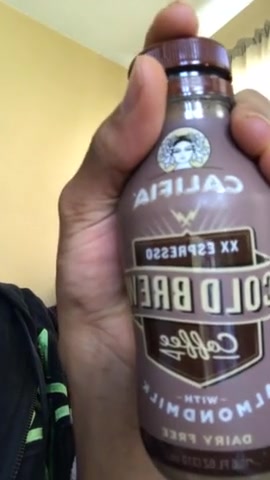 CALIFIA
XX ESPRESSO
COLD BREW
Coffee
WITH
ALMONDMILK
DAIRY FREE